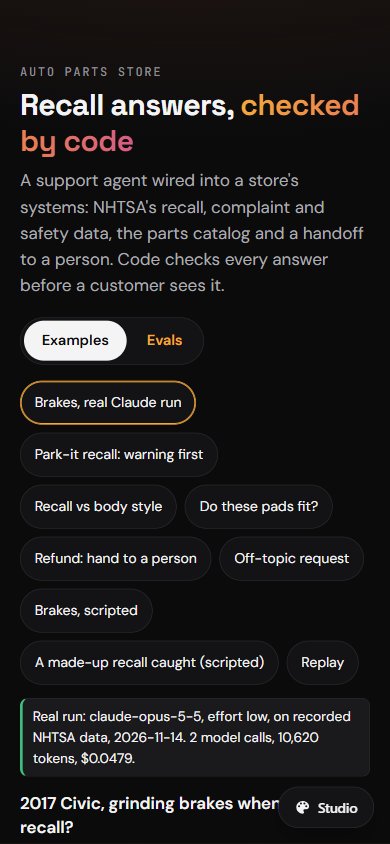 AUTO PARTS STORE
Recall answers, checked
by code
A support agent wired into a store's
systems: NHTSA's recall, complaint and
safety data, the parts catalog and a handoff
to a person. Code checks every answer
before a customer sees it.
Examples Evals
Brakes, real Claude run
Park-it recall: warning first
Recall vs body style Do these pads fit?
Refund: hand to a person Off-topic request
Brakes, scripted
A made-up recall caught (scripted) Replay
Real run: claude-opus-5-5, effort low, on recorded
NHTSA data, 2026-11-14. 2 model calls, 10,620
tokens, $0.0479.
2017 Civic, grinding brakes when
Studio
recall?